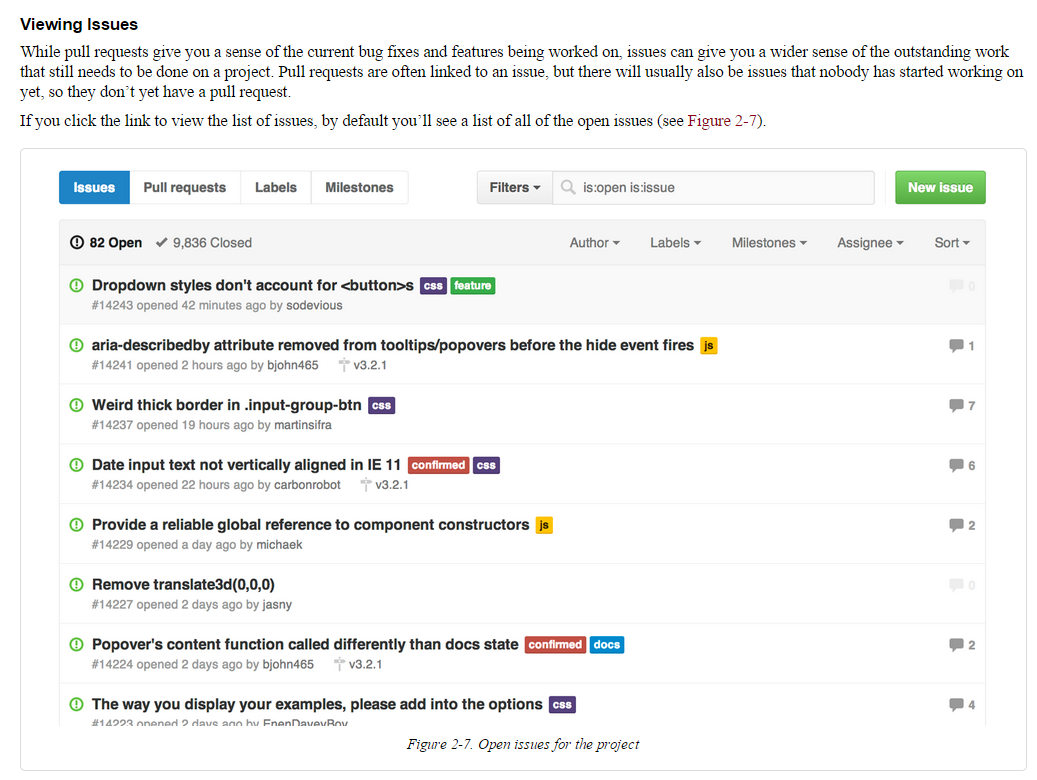 Viewing Issues
While pull requests give you a sense of the current bug fixes and features being worked on, issues can give you a wider sense of the outstanding work
that still needs to be done on a project. Pull requests are often linked to an issue, but there will usually also be issues that nobody has started working on
yet, so they don’t yet have a pull request.
If you click the link to view the list of issues, by default you’ll see a list of all of the open issues (see Figure 2-7).
Issues Pull requests Labels Milestones Filters is:open is:issue New issue
82 Open 9,836 Closed Author Labels Milestones Assignee Sort
Dropdown styles don't account for <button>s css feature 0
#14243 opened 42 minutes ago by sodevious
aria-describedby attribute removed from tooltips/popovers before the hide event fires js 1
#14241 opened 2 hours ago by bjohn465 v3.2.1
Weird thick border in .input-group-btn css 7
#14237 opened 19 hours ago by martinsifra
Date input text not vertically aligned in IE 11 confirmed css 6
#14234 opened 22 hours ago by carbonrobot v3.2.1
Provide a reliable global reference to component constructors js 2
#14229 opened a day ago by michaek
Remove translate3d(0,0,0) 0
#14227 opened 2 days ago by jasny
Popover's content function called differently than docs state confirmed docs 2
#14224 opened 2 days ago by bjohn465 v3.2.1
The way you display your examples, please add into the options css 4
#14223 opened 2 days ago by EnenDaveyBoy
Figure 2-7. Open issues for the project